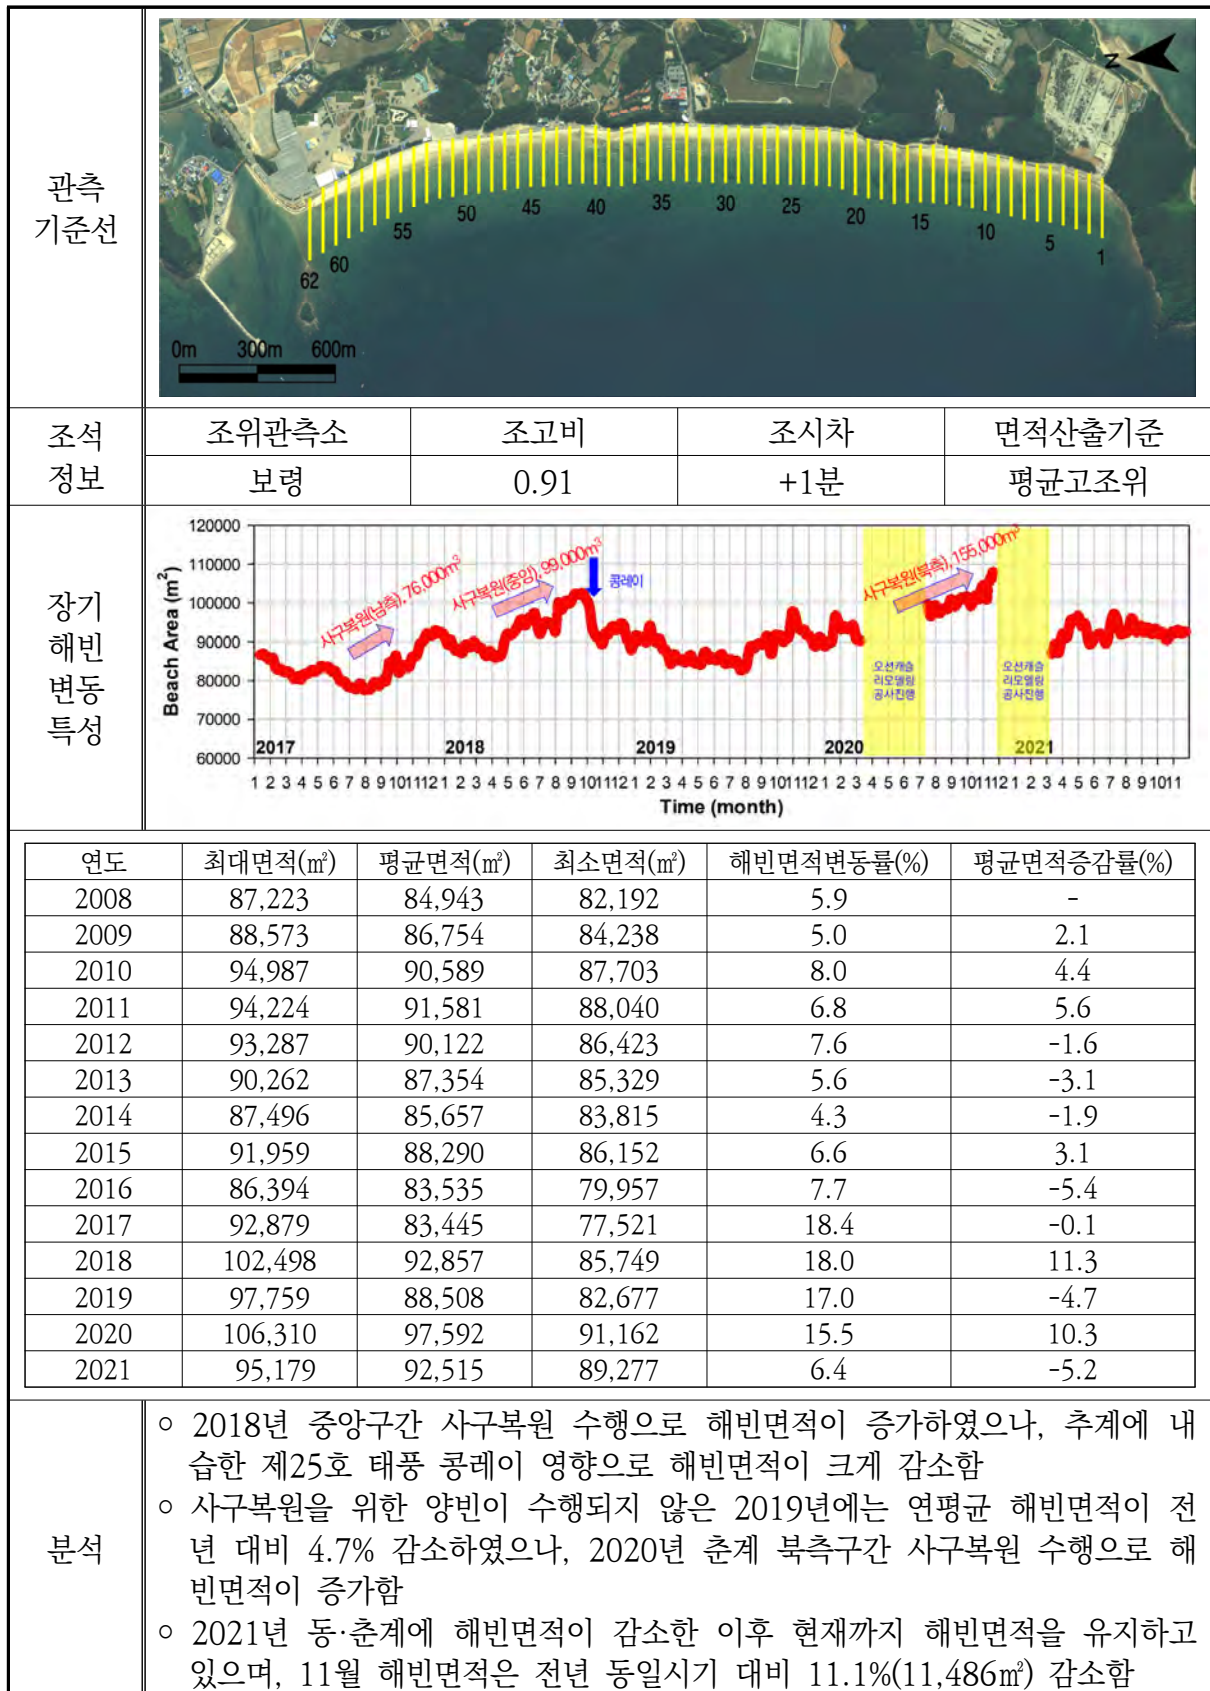 관측
기준선
N
62
60
55
50
45
40
35
30
25
20
15
10
5
1
0m 300m 600m
조석
정보
조위관측소 조고비 조시차 면적산출기준
보령 0.91 +1분 평균고조위
장기
해빈
변동
특성
Beach Area (m²)
120000
110000
100000
90000
80000
70000
60000
사구복원(남측), 76,000m³
사구복원(중앙), 99,000m³
콩레이
사구복원(북측), 155,000m³
오션캐슬
리모델링
공사진행
오션캐슬
리모델링
공사진행
2017 2018 2019 2020 2021
1 2 3 4 5 6 7 8 9 10 11 12 1 2 3 4 5 6 7 8 9 10 11 12 1 2 3 4 5 6 7 8 9 10 11 12 1 2 3 4 5 6 7 8 9 10 11 12 1 2 3 4 5 6 7 8 9 10 11
Time (month)
연도 최대면적(㎡) 평균면적(㎡) 최소면적(㎡) 해빈면적변동률(%) 평균면적증감률(%)
2008 87,223 84,943 82,192 5.9 -
2009 88,573 86,754 84,238 5.0 2.1
2010 94,987 90,589 87,703 8.0 4.4
2011 94,224 91,581 88,040 6.8 5.6
2012 93,287 90,122 86,423 7.6 -1.6
2013 90,262 87,354 85,329 5.6 -3.1
2014 87,496 85,657 83,815 4.3 -1.9
2015 91,959 88,290 86,152 6.6 3.1
2016 86,394 83,535 79,957 7.7 -5.4
2017 92,879 83,445 77,521 18.4 -0.1
2018 102,498 92,857 85,749 18.0 11.3
2019 97,759 88,508 82,677 17.0 -4.7
2020 106,310 97,592 91,162 15.5 10.3
2021 95,179 92,515 89,277 6.4 -5.2
분석
○ 2018년 중앙구간 사구복원 수행으로 해빈면적이 증가하였으나, 추계에 내
습한 제25호 태풍 콩레이 영향으로 해빈면적이 크게 감소함
○ 사구복원을 위한 양빈이 수행되지 않은 2019년에는 연평균 해빈면적이 전
년 대비 4.7% 감소하였으나, 2020년 춘계 북측구간 사구복원 수행으로 해
빈면적이 증가함
○ 2021년 동·춘계에 해빈면적이 감소한 이후 현재까지 해빈면적을 유지하고
있으며, 11월 해빈면적은 전년 동일시기 대비 11.1%(11,486㎡) 감소함